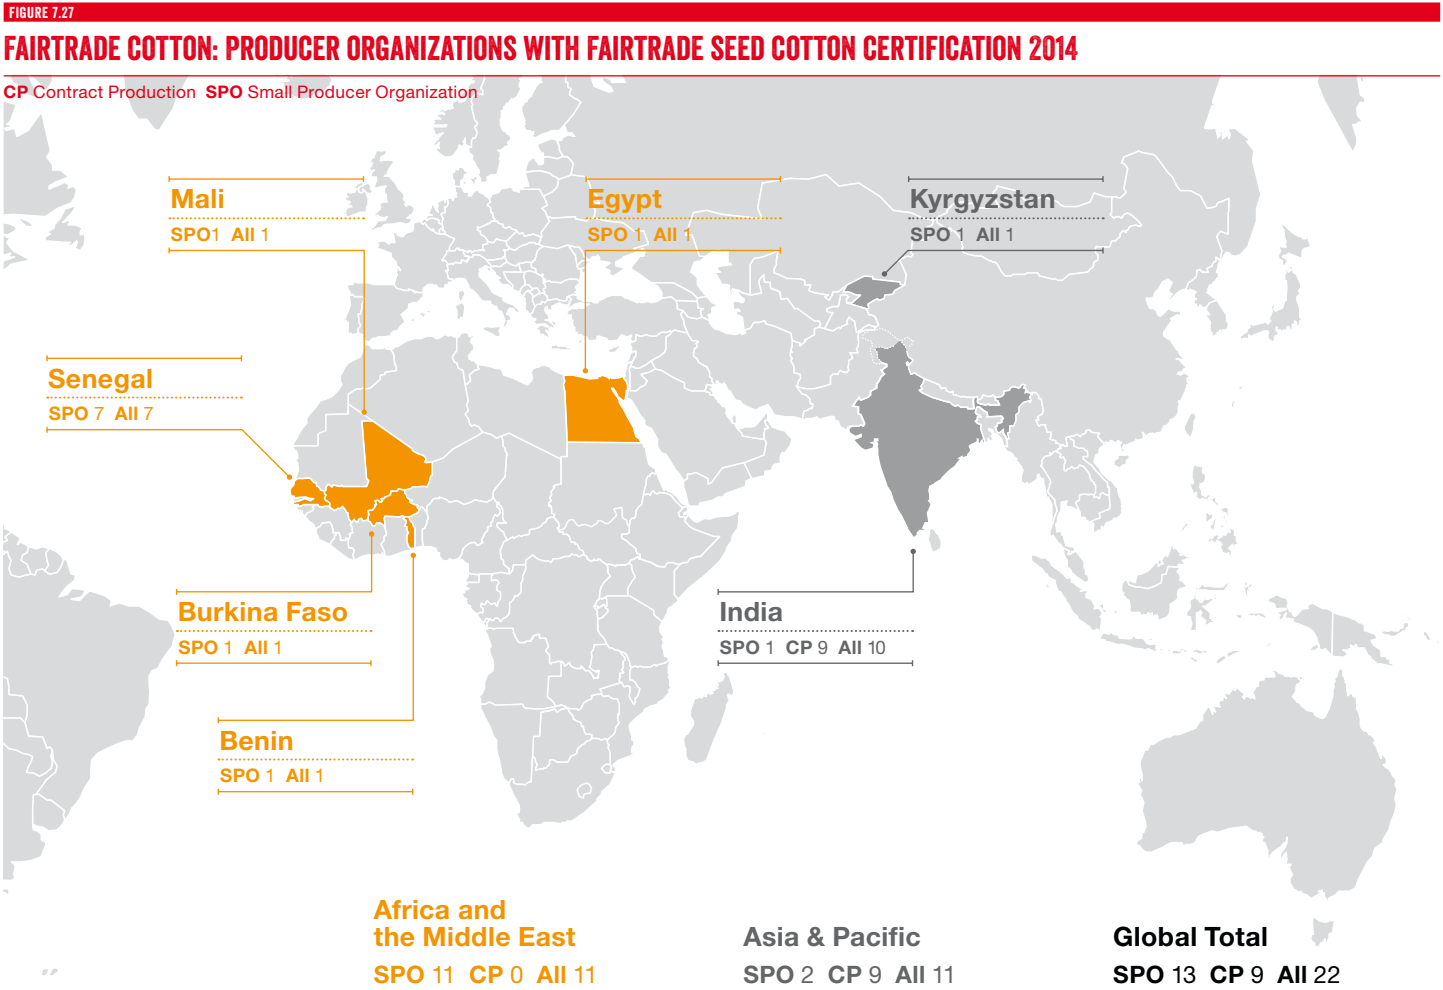 FIGURE 7.27
FAIRTRADE COTTON: PRODUCER ORGANIZATIONS WITH FAIRTRADE SEED COTTON CERTIFICATION 2014
CP Contract Production SPO Small Producer Organization
Mali
SPO1 All 1
Egypt
SPO 1 All 1
Kyrgyzstan
SPO 1 All 1
Senegal
SPO 7 All 7
Burkina Faso
SPO 1 All 1
India
SPO 1 CP 9 All 10
Benin
SPO 1 All 1
Africa and
the Middle East
SPO 11 CP 0 All 11
Asia & Pacific
SPO 2 CP 9 All 11
Global Total
SPO 13 CP 9 All 22